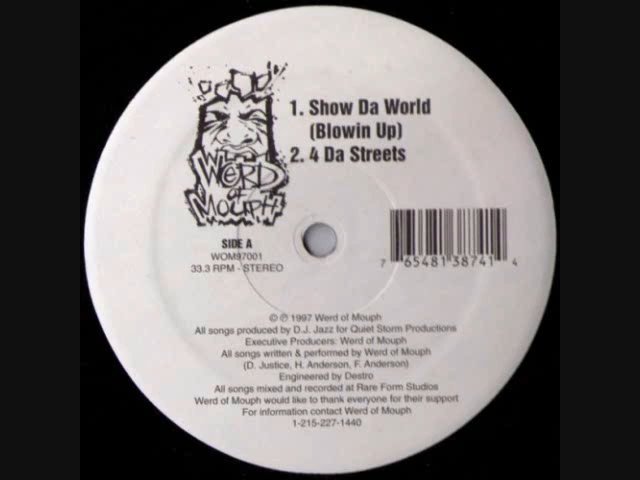 WERD
OF
MOUPH
1. Show Da World
(Blowin Up)
2. 4 Da Streets
SIDE A
WOM97001
33.3 RPM - STEREO
7 65481 38741 4
© ℗ 1997 Werd of Mouph
All songs produced by D.J. Jazz for Quiet Storm Productions
Executive Producers: Werd of Mouph
All songs written & performed by Werd of Mouph
(D. Justice, H. Anderson, F. Anderson)
Engineered by Destro
All songs mixed and recorded at Rare Form Studios
Werd of Mouph would like to thank everyone for their support
For information contact Werd of Mouph
1-215-227-1440